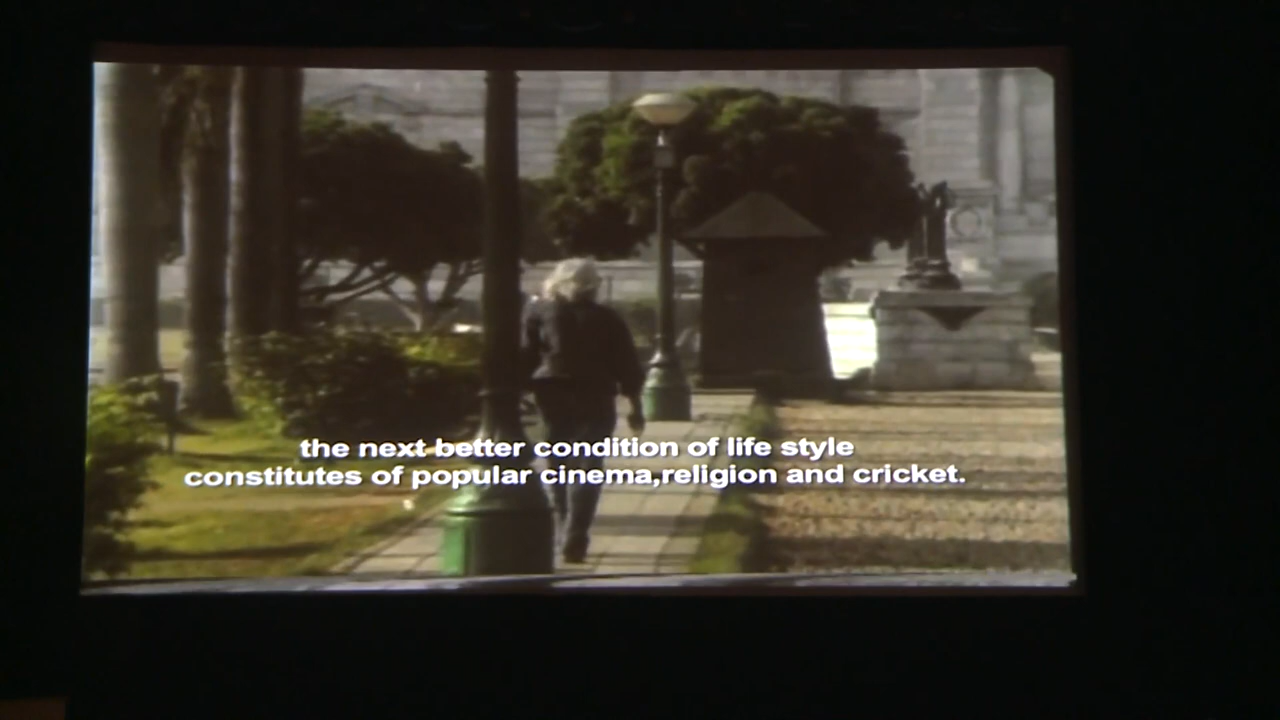 the next better condition of life style
constitutes of popular cinema,religion and cricket.